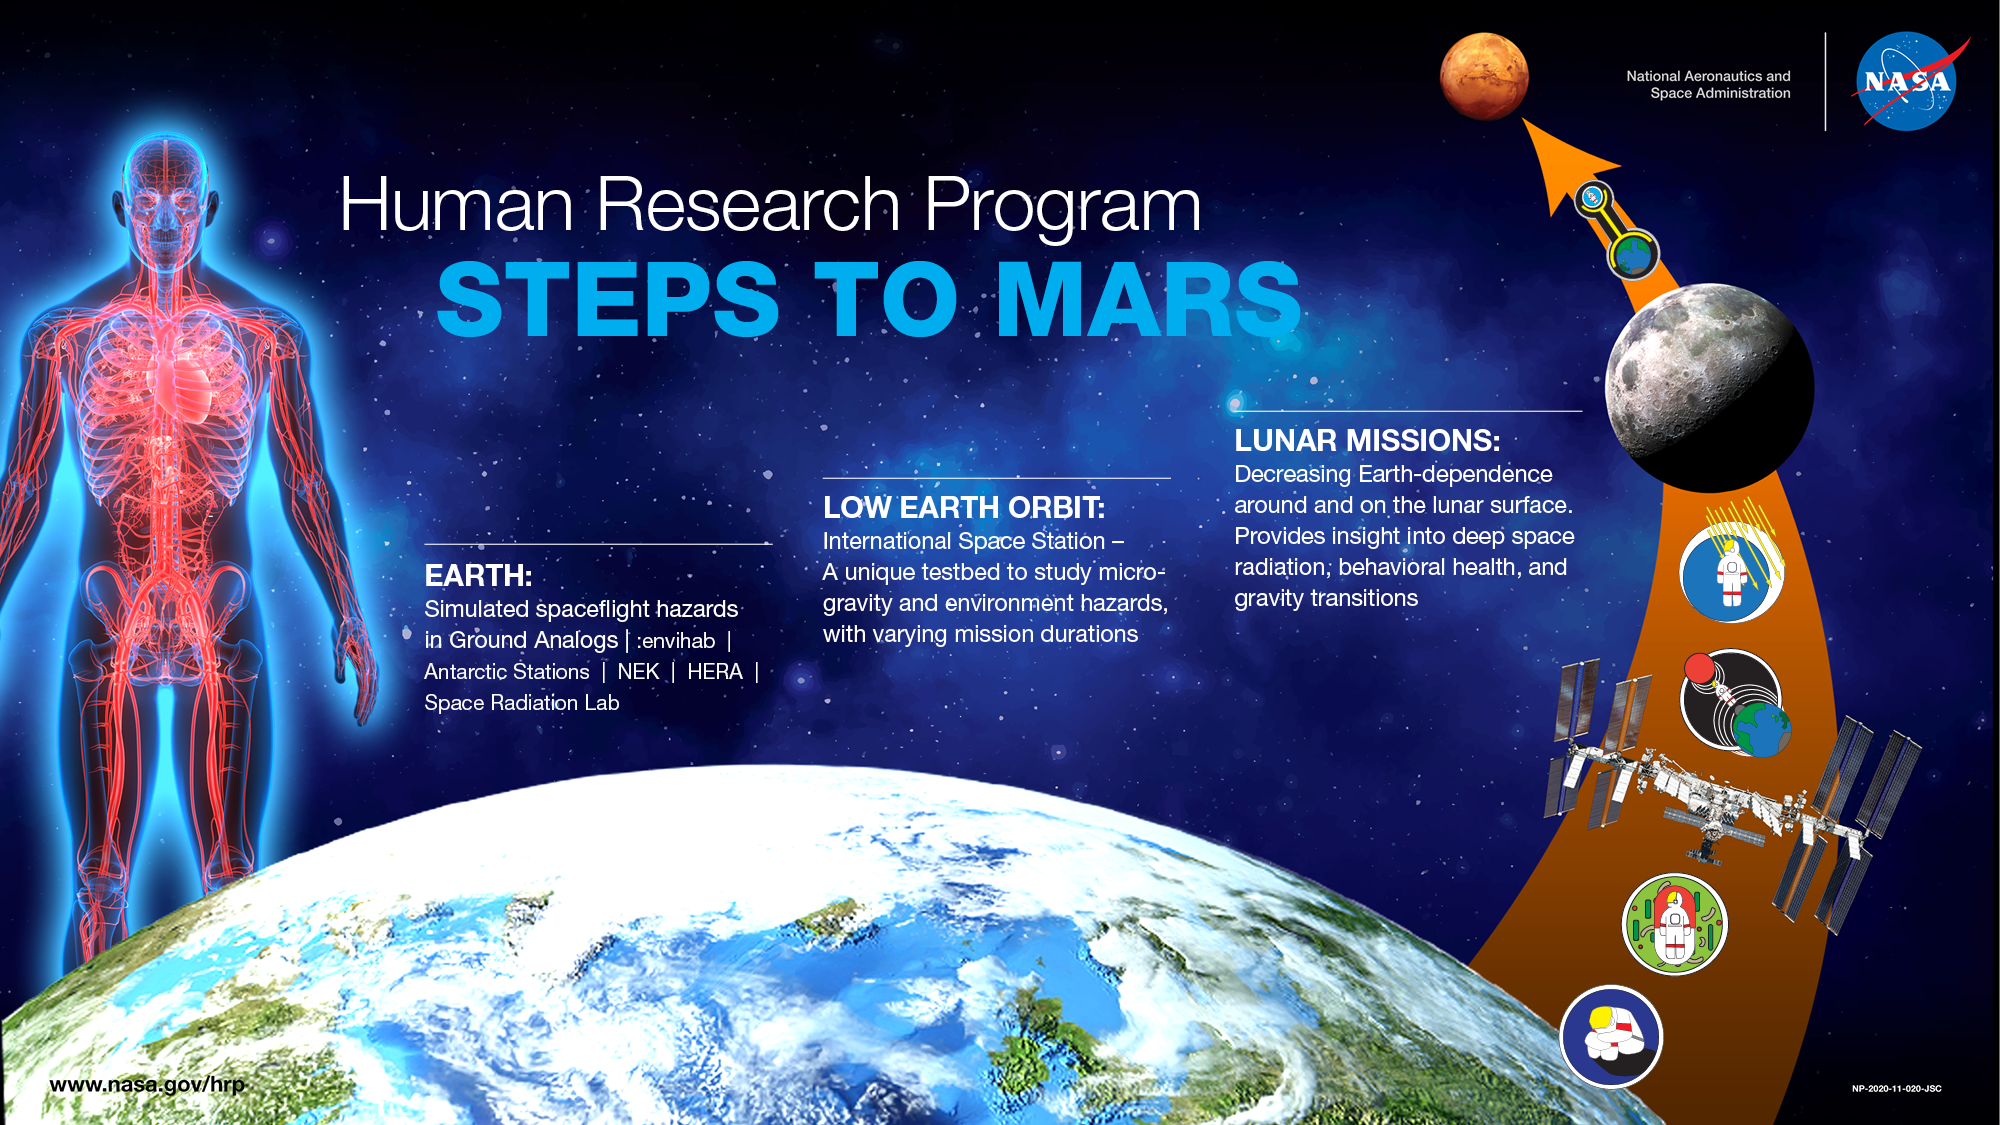 National Aeronautics and
Space Administration
NASA
Human Research Program
STEPS TO MARS
EARTH:
Simulated spaceflight hazards
in Ground Analogs | :envihab |
Antarctic Stations | NEK | HERA |
Space Radiation Lab
LOW EARTH ORBIT:
International Space Station –
A unique testbed to study micro-
gravity and environment hazards,
with varying mission durations
LUNAR MISSIONS:
Decreasing Earth-dependence
around and on the lunar surface.
Provides insight into deep space
radiation, behavioral health, and
gravity transitions
www.nasa.gov/hrp
NP-2020-11-020-JSC